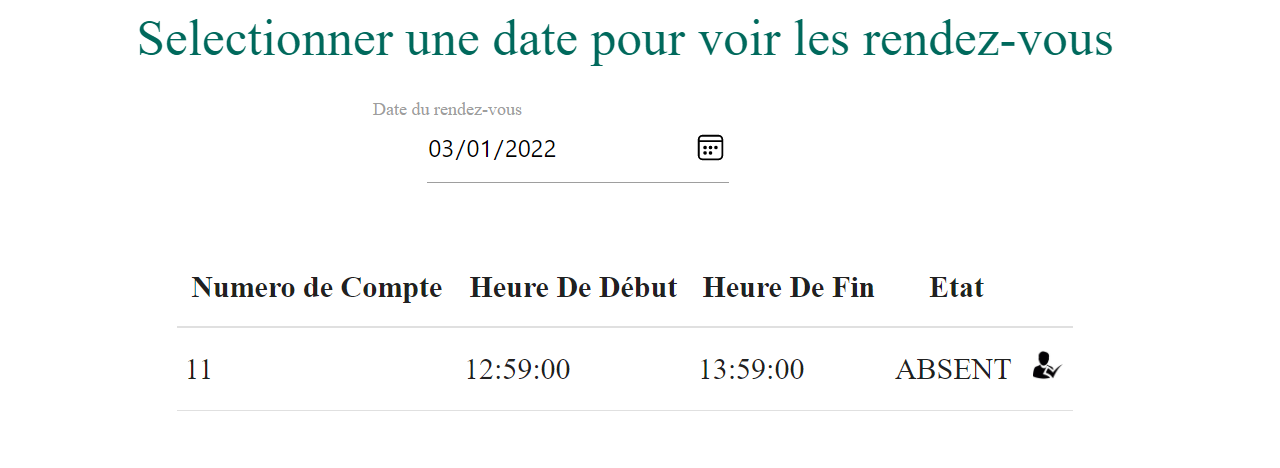 Selectionner une date pour voir les rendez-vous
Date du rendez-vous
03/01/2022
Numero de Compte Heure De Début Heure De Fin Etat
11 12:59:00 13:59:00 ABSENT